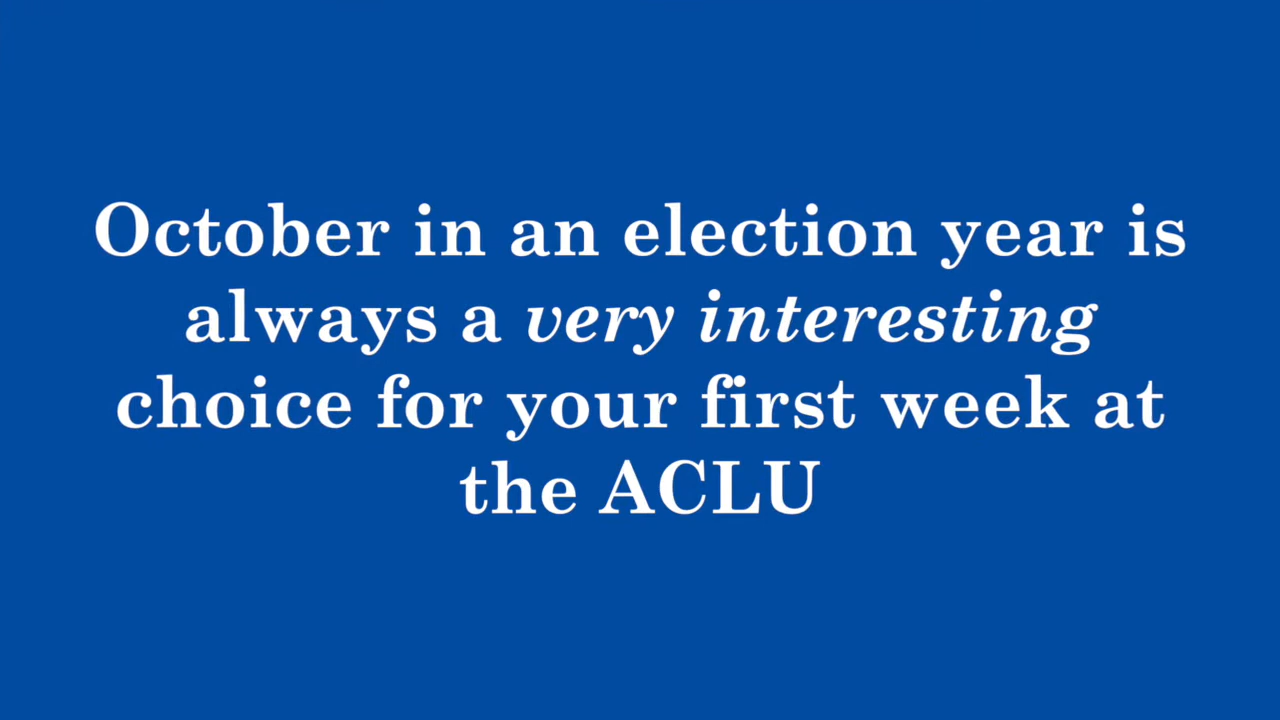 October in an election year is
always a very interesting
choice for your first week at
the ACLU